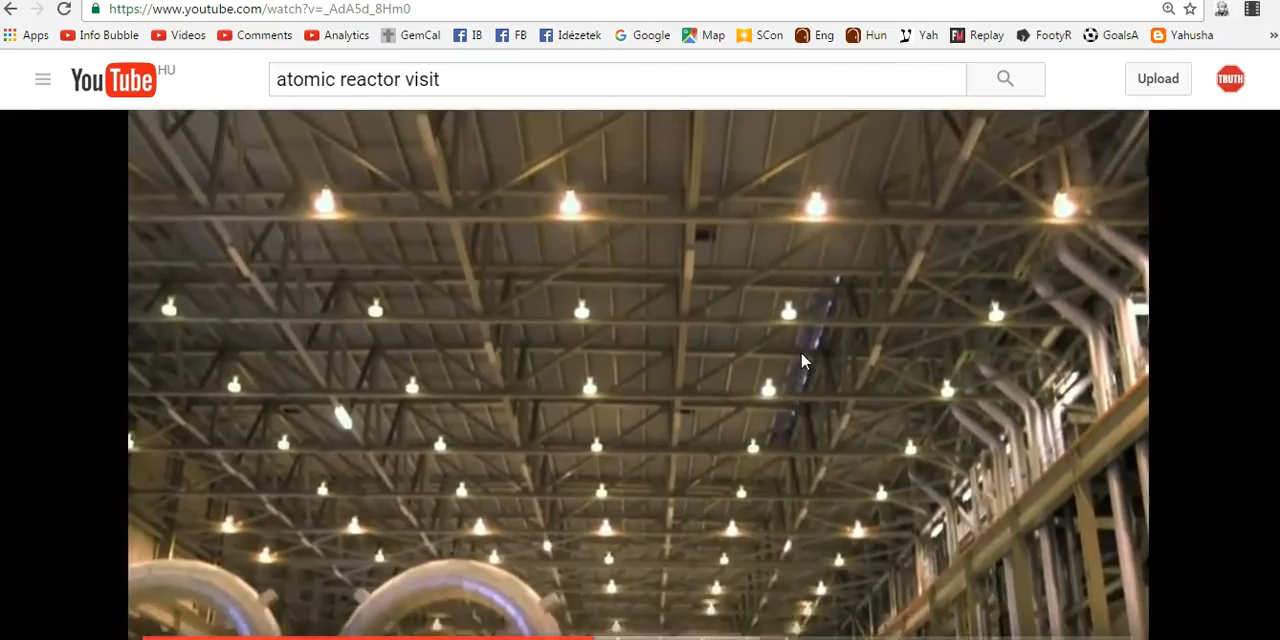 https://www.youtube.com/watch?v=_AdA5d_8Hm0
Apps Info Bubble Videos Comments Analytics GemCal IB FB Idézetek Google Map SCon Eng Hun Yah Replay FootyR GoalsA Yahusha »
YouTube HU atomic reactor visit Upload TRUTH